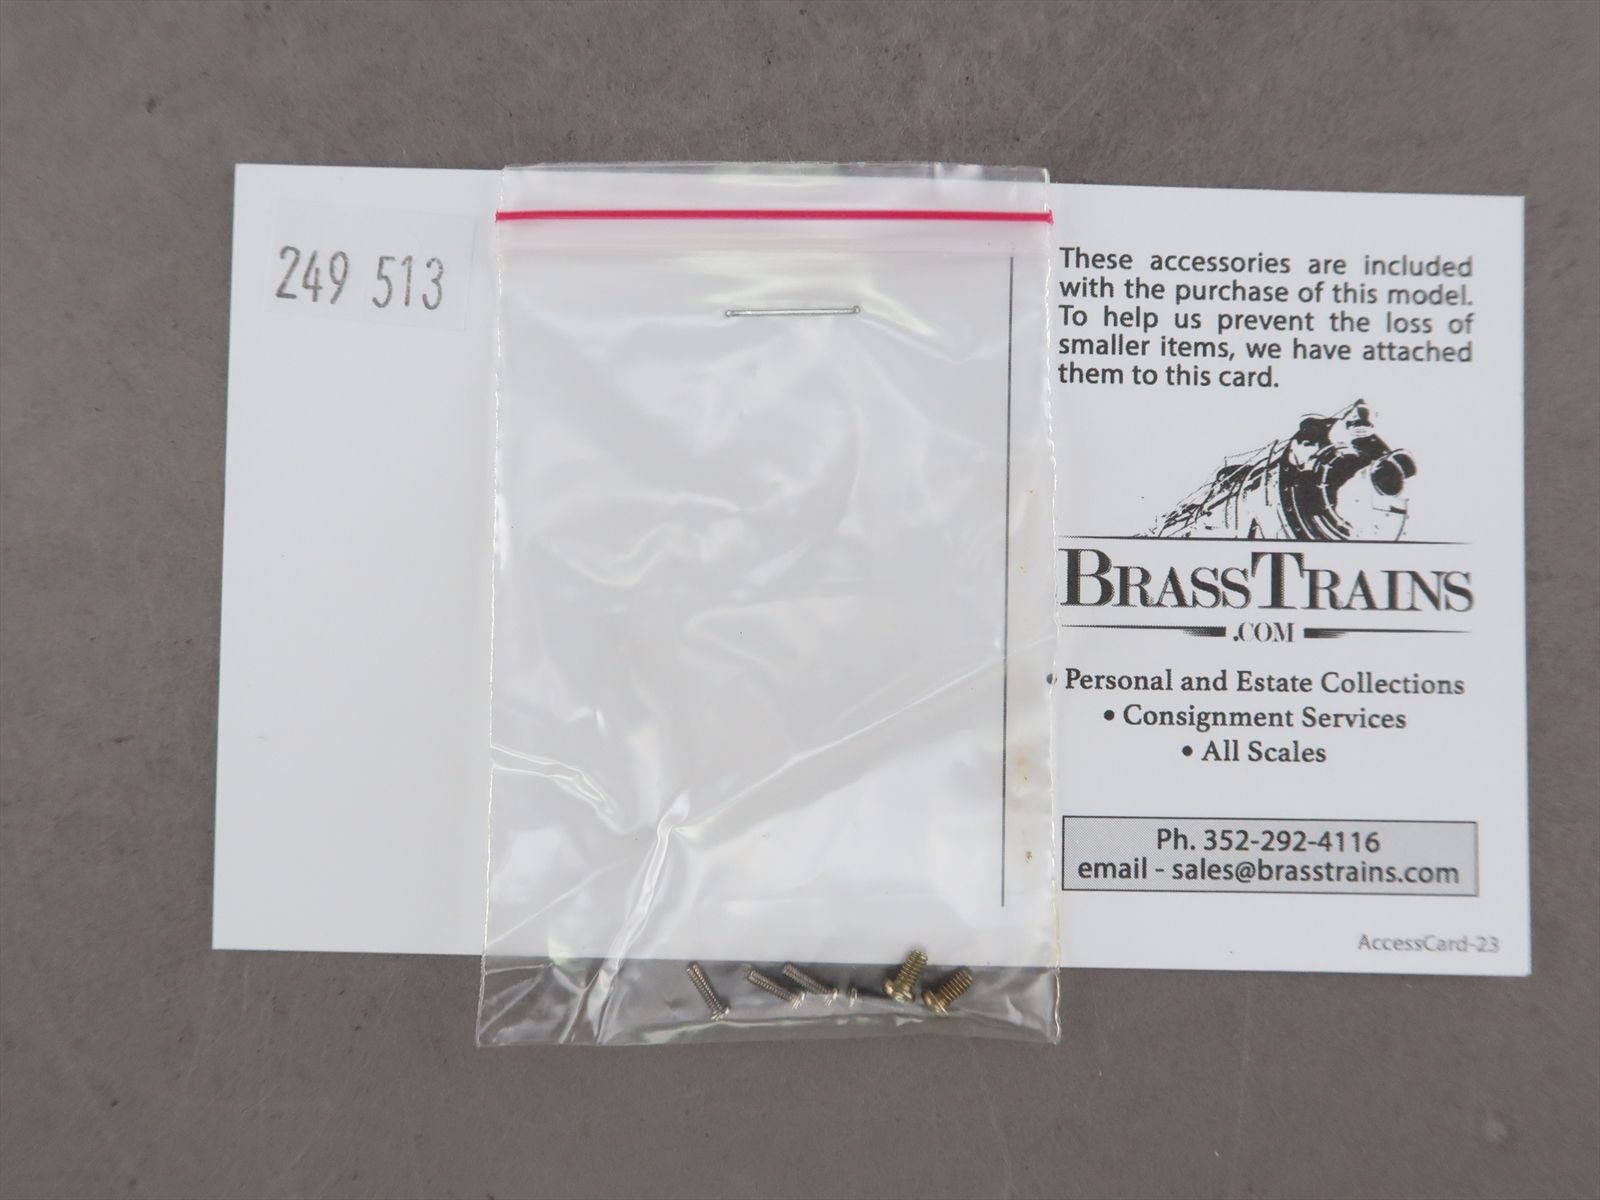 249 513
These accessories are included
with the purchase of this model.
To help us prevent the loss of
smaller items, we have attached
them to this card.
BRASSTRAINS
.COM
• Personal and Estate Collections
• Consignment Services
• All Scales
Ph. 352-292-4116
email - sales@brasstrains.com
AccessCard-23